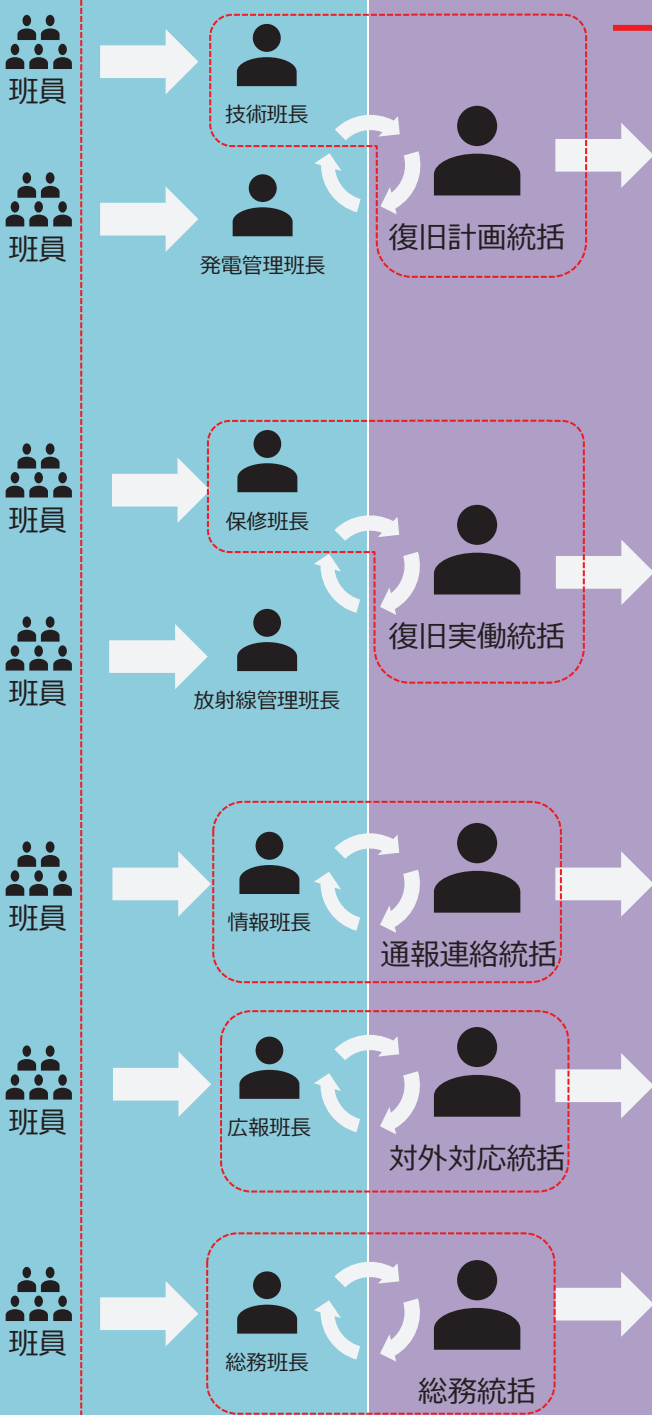 班員
技術班長
復旧計画統括
班員
発電管理班長
班員
保修班長
復旧実働統括
班員
放射線管理班長
班員
情報班長
通報連絡統括
班員
広報班長
対外対応統括
班員
総務班長
総務統括